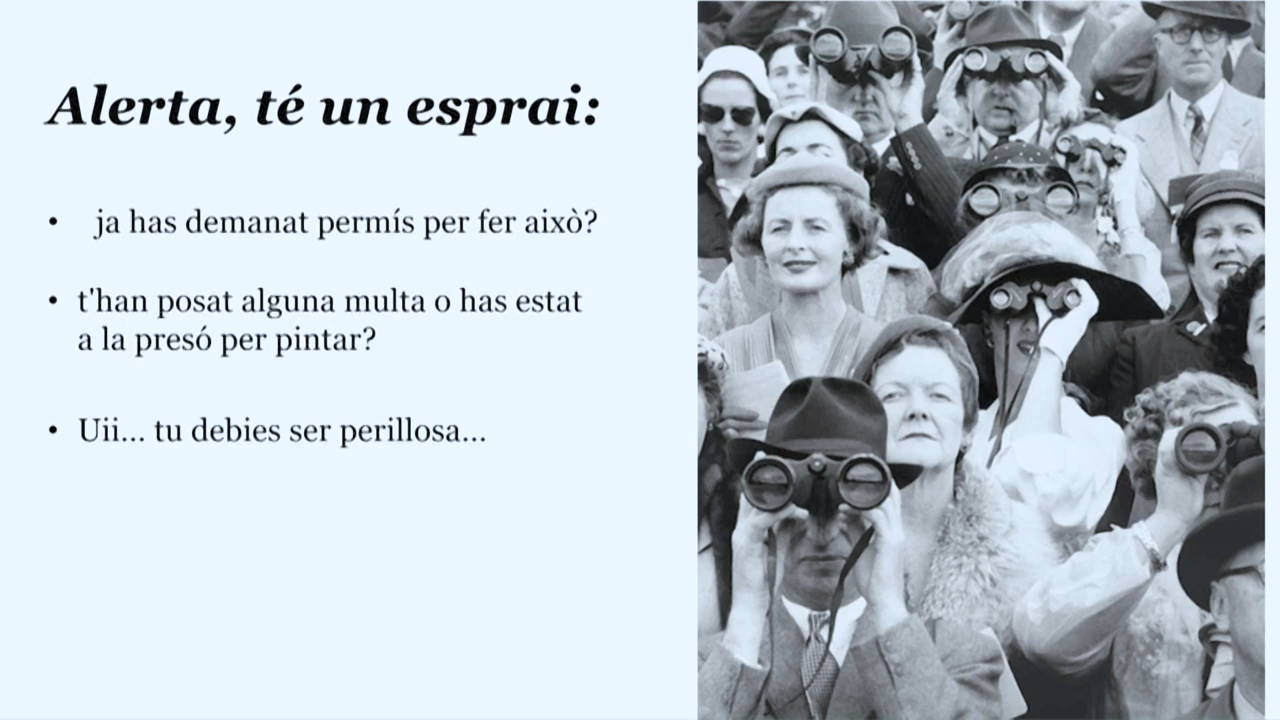 Alerta, té un esprai:
• ja has demanat permís per fer això?
• t'han posat alguna multa o has estat
a la presó per pintar?
• Uii... tu debies ser perillosa...